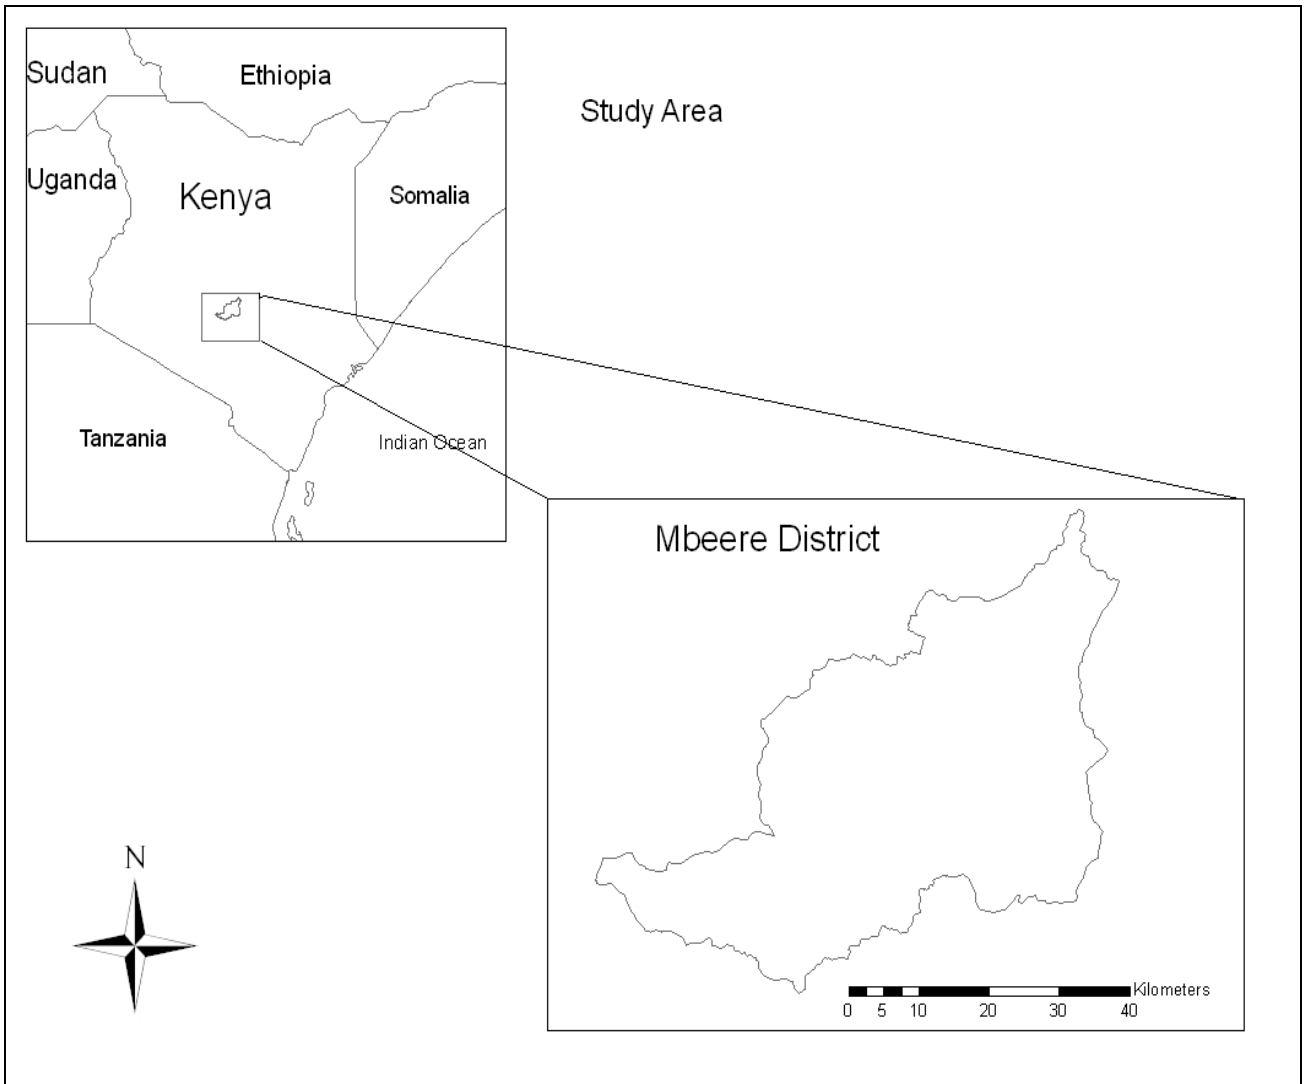 Sudan
Ethiopia
Study Area
Uganda
Kenya
Somalia
Tanzania
Indian Ocean
Mbeere District
N
Kilometers
0 5 10 20 30 40